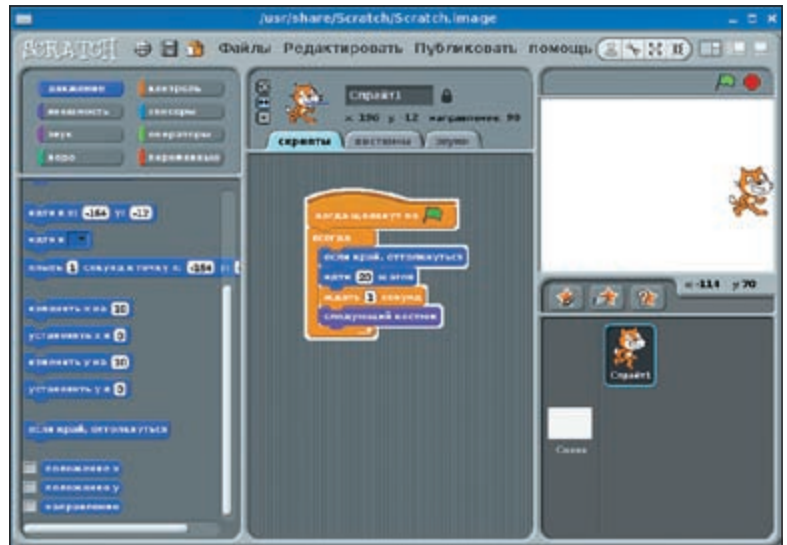 /usr/share/Scratch/Scratch.image
SCRATCH Файлы Редактировать Публиковать помощь
движение контроль
внешность сенсоры
звук операторы
перо переменные
Спрайт1
x: 190 y: 12 направление: 90
скрипты костюмы звуки
когда щелкнут на
всегда
если край, оттолкнуться
идти 20 шагов
ждать 1 секунд
следующий костюм
идти в x: -164 y: -12
идти к
плыть 1 секунд в точку x: -164 y:
изменить x на 10
установить x в 0
изменить y на 10
установить y в 0
если край, оттолкнуться
положение x
положение y
направление
x: -114 y: 70
Спрайт1
Сцена